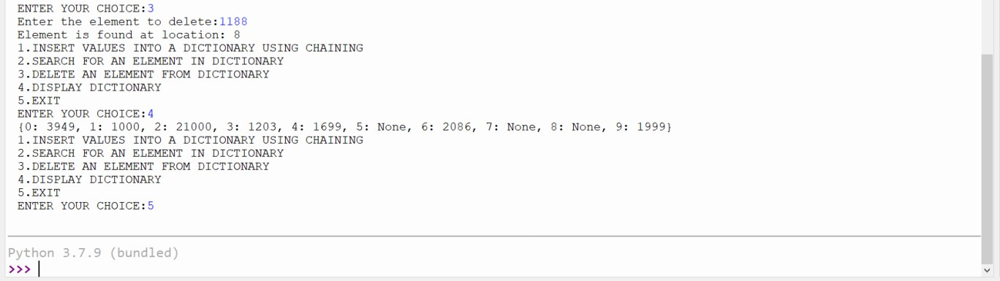 ENTER YOUR CHOICE:3
Enter the element to delete:1188
Element is found at location: 8
1.INSERT VALUES INTO A DICTIONARY USING CHAINING
2.SEARCH FOR AN ELEMENT IN DICTIONARY
3.DELETE AN ELEMENT FROM DICTIONARY
4.DISPLAY DICTIONARY
5.EXIT
ENTER YOUR CHOICE:4
{0: 3949, 1: 1000, 2: 21000, 3: 1203, 4: 1699, 5: None, 6: 2086, 7: None, 8: None, 9: 1999}
1.INSERT VALUES INTO A DICTIONARY USING CHAINING
2.SEARCH FOR AN ELEMENT IN DICTIONARY
3.DELETE AN ELEMENT FROM DICTIONARY
4.DISPLAY DICTIONARY
5.EXIT
ENTER YOUR CHOICE:5
Python 3.7.9 (bundled)
>>>